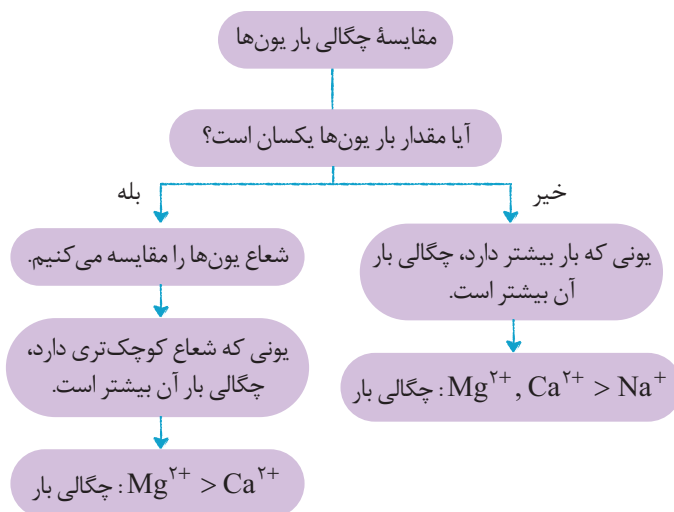 مقایسهٔ چگالی بار یون‌ها
آیا مقدار بار یون‌ها یکسان است؟
خیر
یونی که بار بیشتر دارد، چگالی بار
آن بیشتر است.
چگالی بار : Mg²⁺, Ca²⁺ > Na⁺
بله
شعاع یون‌ها را مقایسه می‌کنیم.
یونی که شعاع کوچک‌تری دارد،
چگالی بار آن بیشتر است.
چگالی بار : Mg²⁺ > Ca²⁺